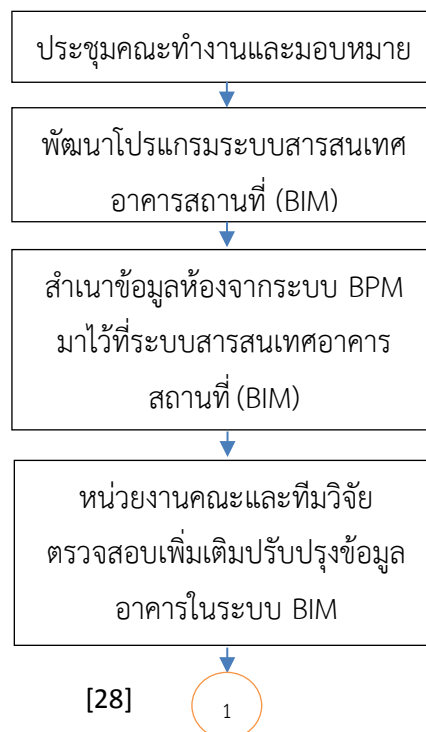 ประชุมคณะทำงานและมอบหมาย
พัฒนาโปรแกรมระบบสารสนเทศ
อาคารสถานที่ (BIM)
สำเนาข้อมูลห้องจากระบบ BPM
มาไว้ที่ระบบสารสนเทศอาคาร
สถานที่ (BIM)
หน่วยงานคณะและทีมวิจัย
ตรวจสอบเพิ่มเติมปรับปรุงข้อมูล
อาคารในระบบ BIM
[28]
1